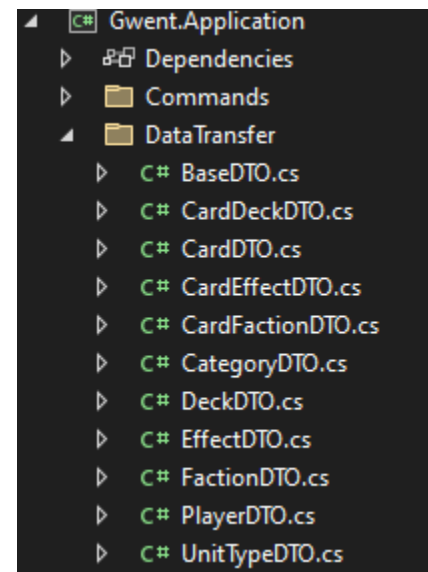 C# Gwent.Application
Dependencies
Commands
DataTransfer
C# BaseDTO.cs
C# CardDeckDTO.cs
C# CardDTO.cs
C# CardEffectDTO.cs
C# CardFactionDTO.cs
C# CategoryDTO.cs
C# DeckDTO.cs
C# EffectDTO.cs
C# FactionDTO.cs
C# PlayerDTO.cs
C# UnitTypeDTO.cs